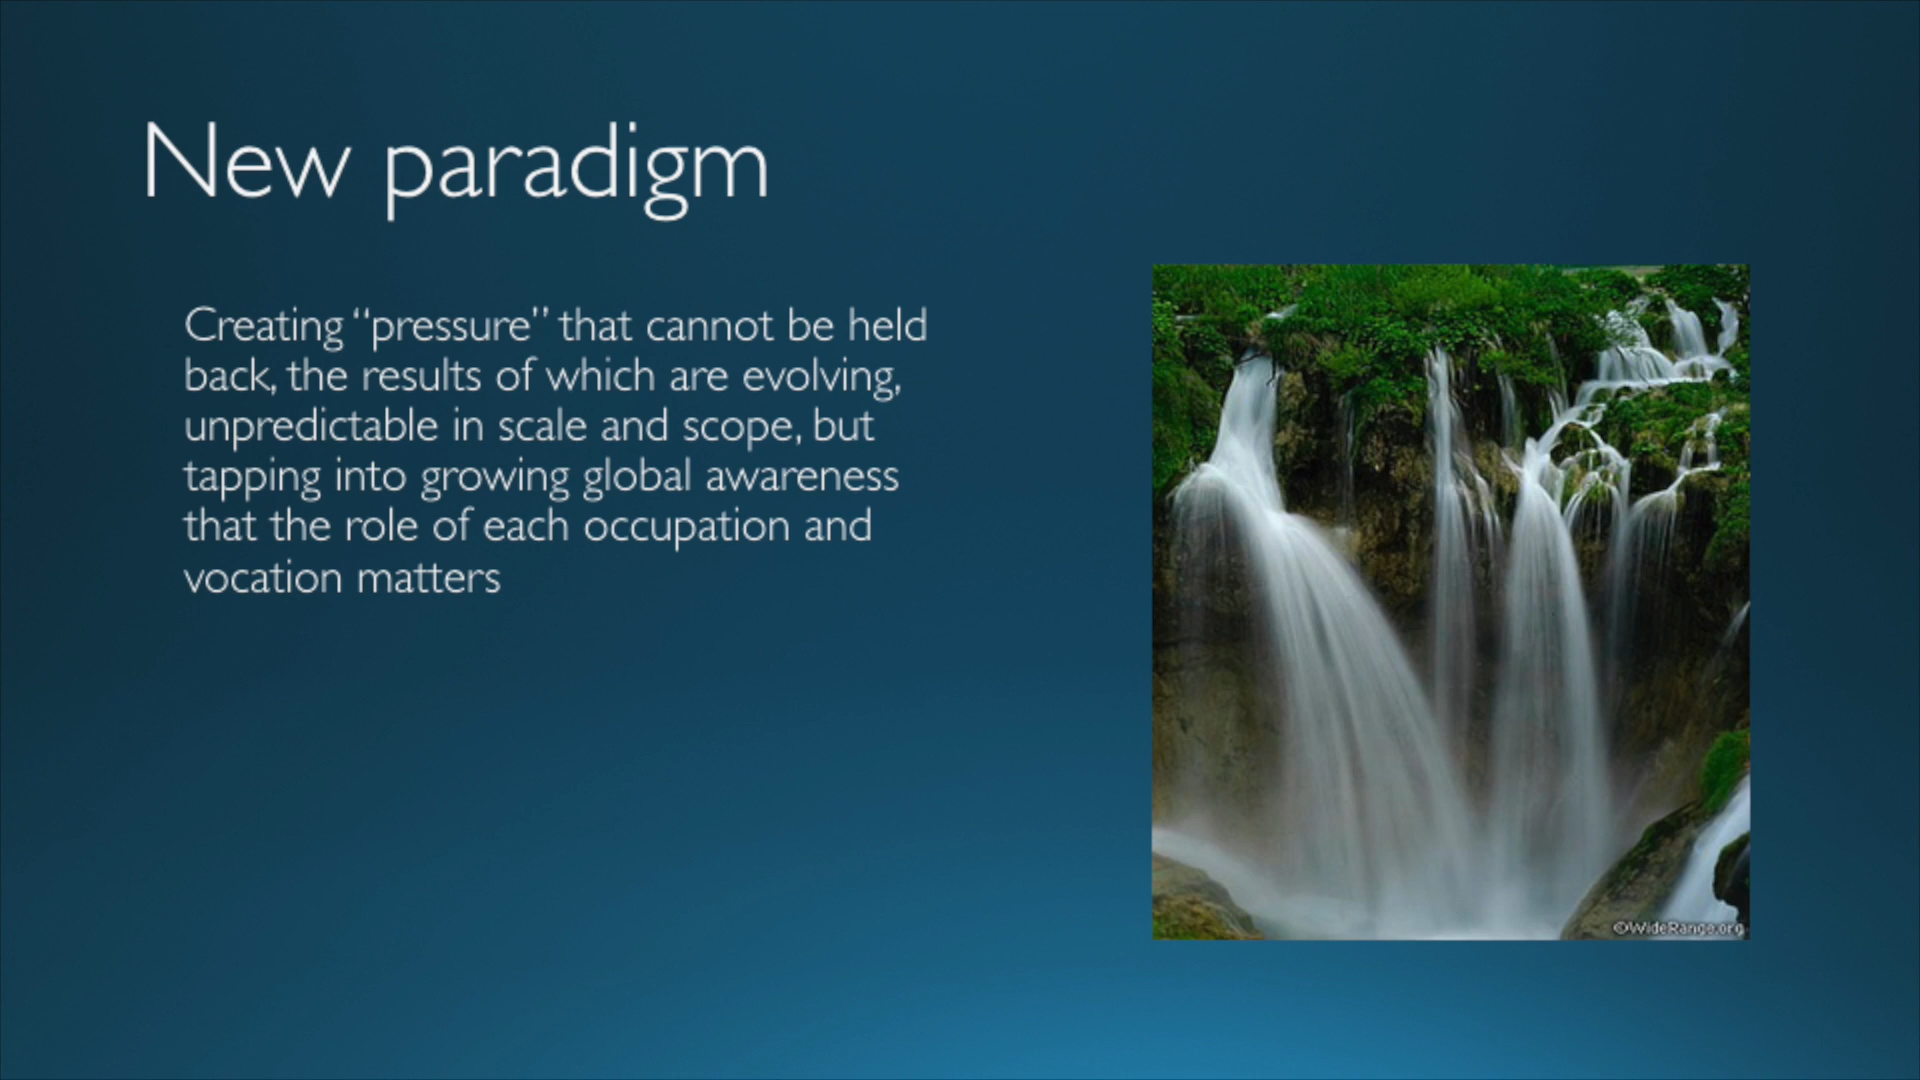 New paradigm
Creating “pressure” that cannot be held
back, the results of which are evolving,
unpredictable in scale and scope, but
tapping into growing global awareness
that the role of each occupation and
vocation matters
©WideRange.org